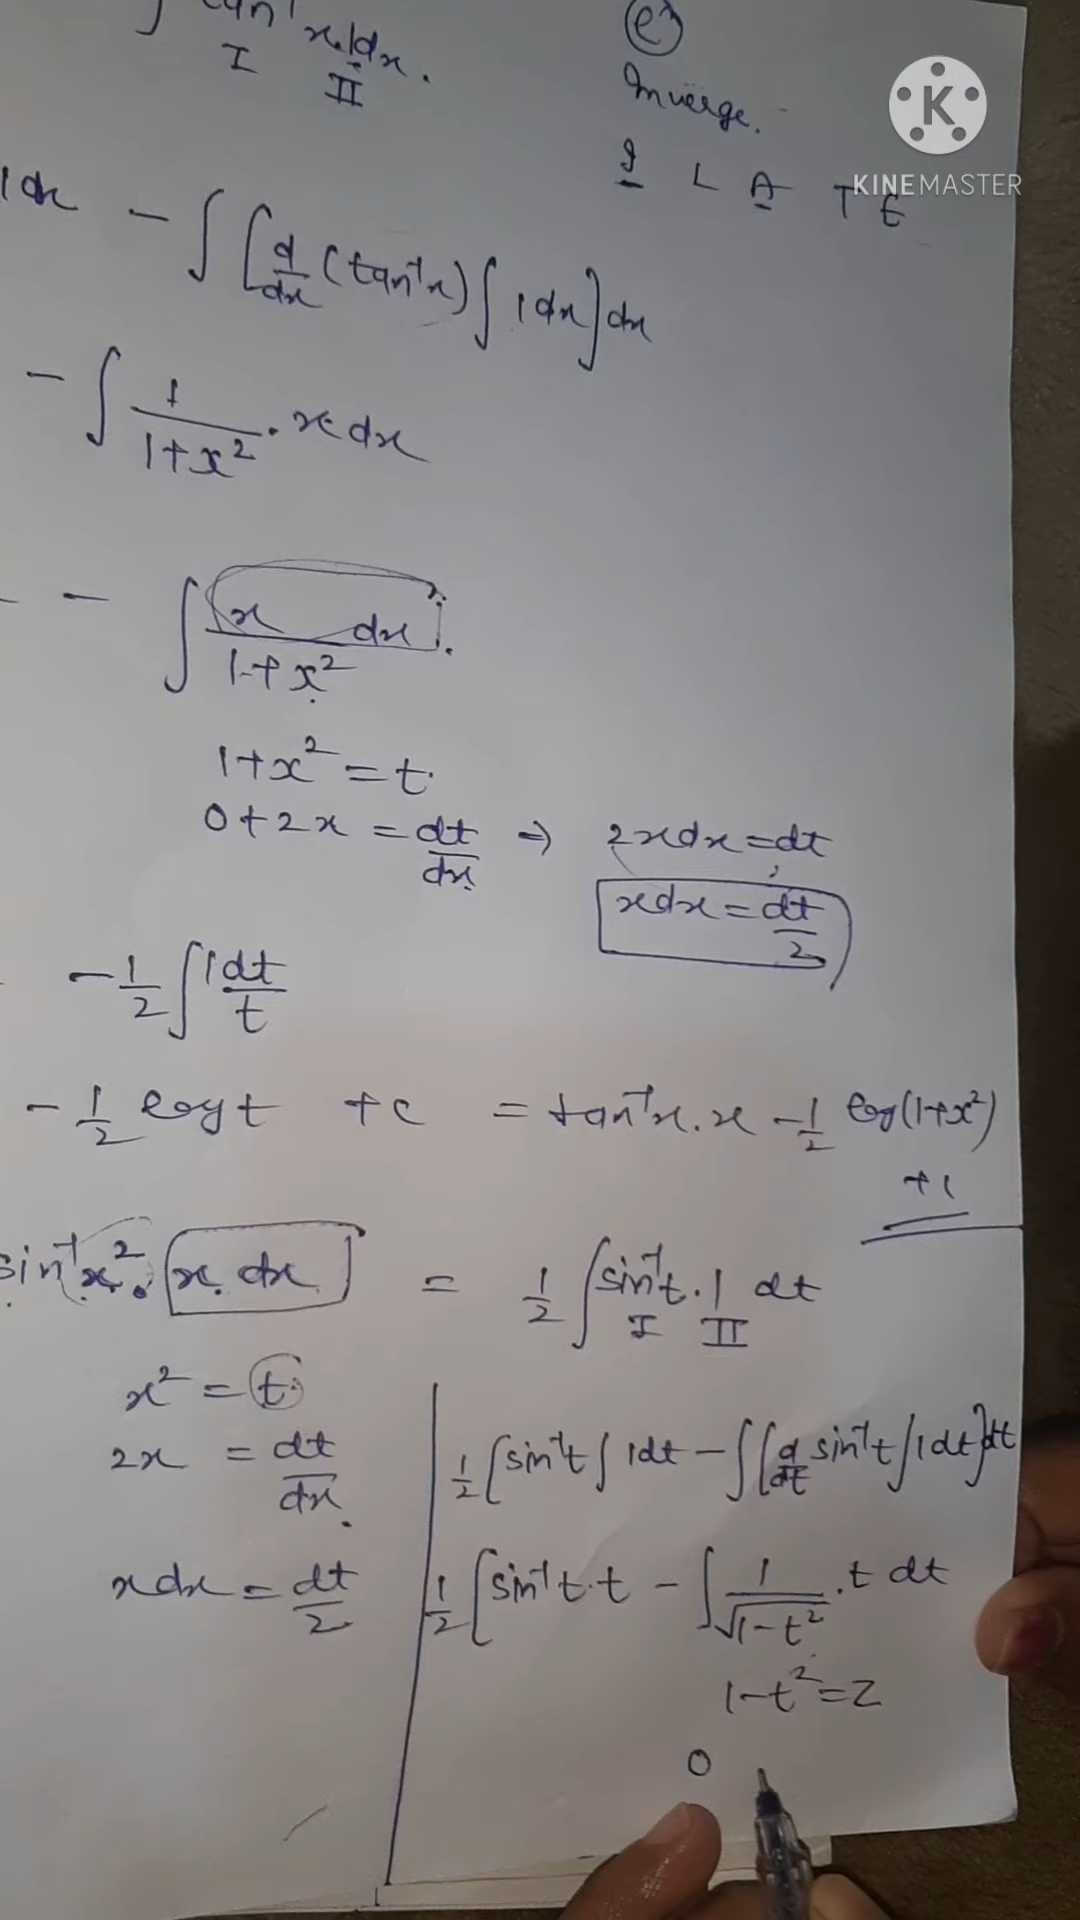 ∫ tan⁻¹ x.1dx.
I II
e^x
Inverse.
I L A T E
K
KINEMASTER
1dx − ∫ [d/dx (tan⁻¹x) ∫ 1dx] dx
− ∫ 1/(1+x²) . x dx
− ∫ x dx/(1+x²) .
1+x² = t
0+2x = dt/dx ⇒ 2xdx = dt
xdx = dt/2
−1/2 ∫ 1dt/t
−1/2 log t +c = tan⁻¹x.x −1/2 log(1+x²)
+c
sin⁻¹x². x dx = 1/2 ∫ sin⁻¹t . 1 dt
I II
x² = t
2x = dt/dx
xdx = dt/2
1/2 [sin⁻¹t ∫ 1dt − ∫ [d/dt sin⁻¹t ∫ 1dt] dt
1/2 [sin⁻¹t.t − ∫ 1/√(1−t²) .t dt
1−t² = z
0